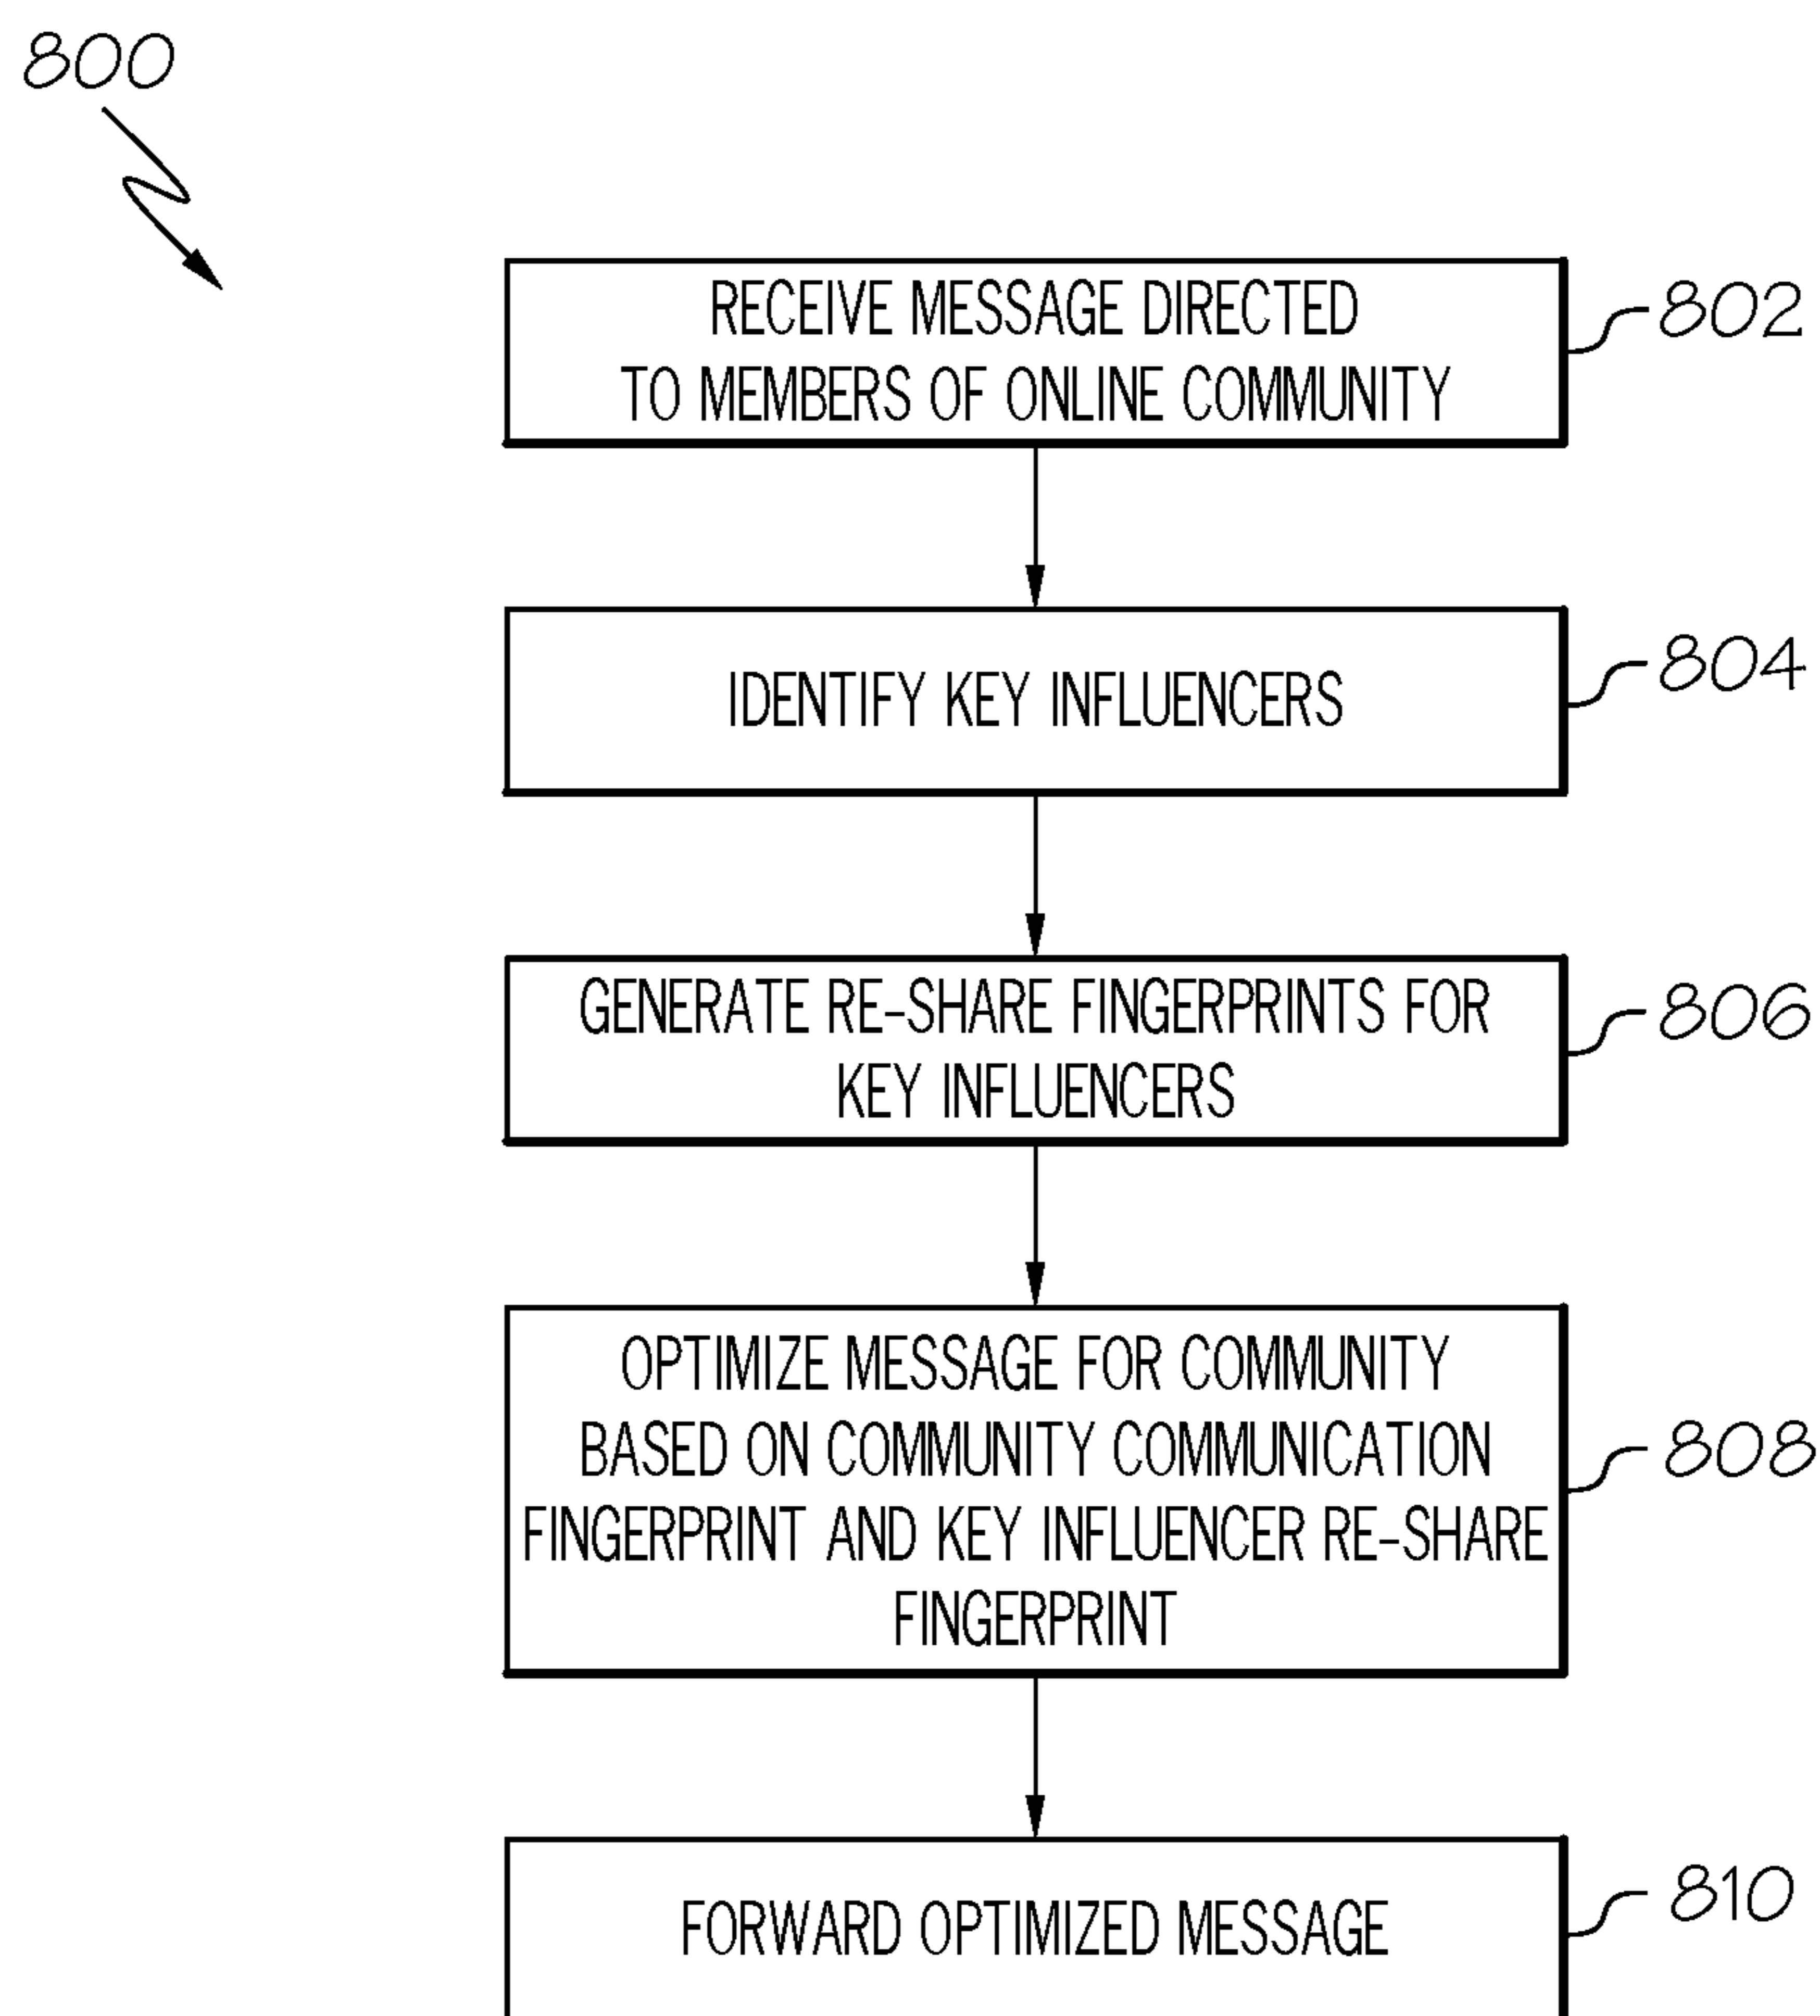 800
RECEIVE MESSAGE DIRECTED
TO MEMBERS OF ONLINE COMMUNITY
802
IDENTIFY KEY INFLUENCERS
804
GENERATE RE-SHARE FINGERPRINTS FOR
KEY INFLUENCERS
806
OPTIMIZE MESSAGE FOR COMMUNITY
BASED ON COMMUNITY COMMUNICATION
FINGERPRINT AND KEY INFLUENCER RE-SHARE
FINGERPRINT
808
FORWARD OPTIMIZED MESSAGE
810